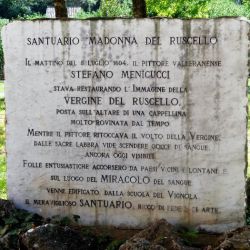 SANTUARIO MADONNA DEL RUSCELLO
IL MATTINO DEL 5 LUGLIO 1604, IL PITTORE VALLERANESE
STEFANO MENICUCCI
STAVA RESTAURANDO L'IMMAGINE DELLA
VERGINE DEL RUSCELLO,
POSTA SULL'ALTARE DI UNA CAPPELLINA
MOLTO ROVINATA DAL TEMPO
MENTRE IL PITTORE RITOCCAVA IL VOLTO DELLA VERGINE,
DALLE SACRE LABBRA VIDE SCENDERE GOCCE DI SANGUE,
ANCORA OGGI VISIBILI.
FOLLE ENTUSIASTICHE ACCORSERO DA PAESI VICINI E LONTANI
SUL LUOGO DEL MIRACOLO DEL SANGUE
VENNE EDIFICATO, DALLA SCUOLA DEL VIGNOLA,
IL MERAVIGLIOSO SANTUARIO, RICCO DI FEDE E DI ARTE